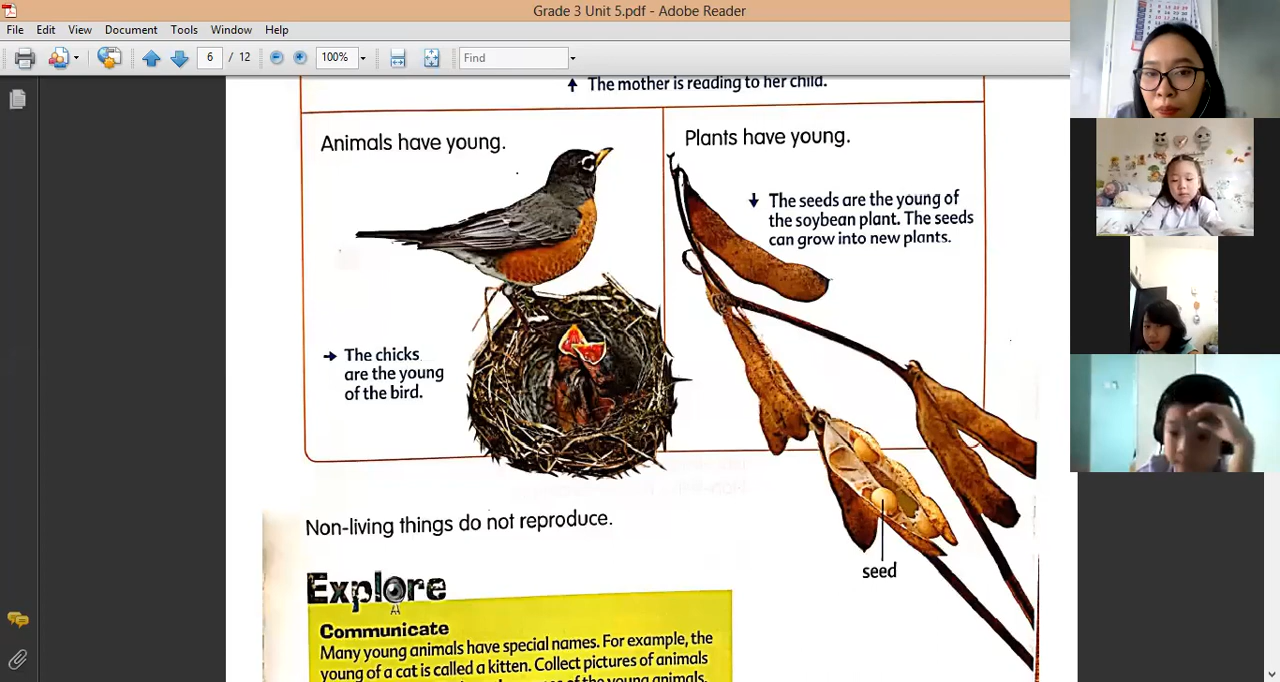 Grade 3 Unit 5.pdf - Adobe Reader
File Edit View Document Tools Window Help
6 / 12 100% Find
The mother is reading to her child.
Animals have young.
The chicks
are the young
of the bird.
Plants have young.
The seeds are the young of
the soybean plant. The seeds
can grow into new plants.
seed
Non-living things do not reproduce.
Explore
Communicate
Many young animals have special names. For example, the
young of a cat is called a kitten. Collect pictures of animals
of the young animals.